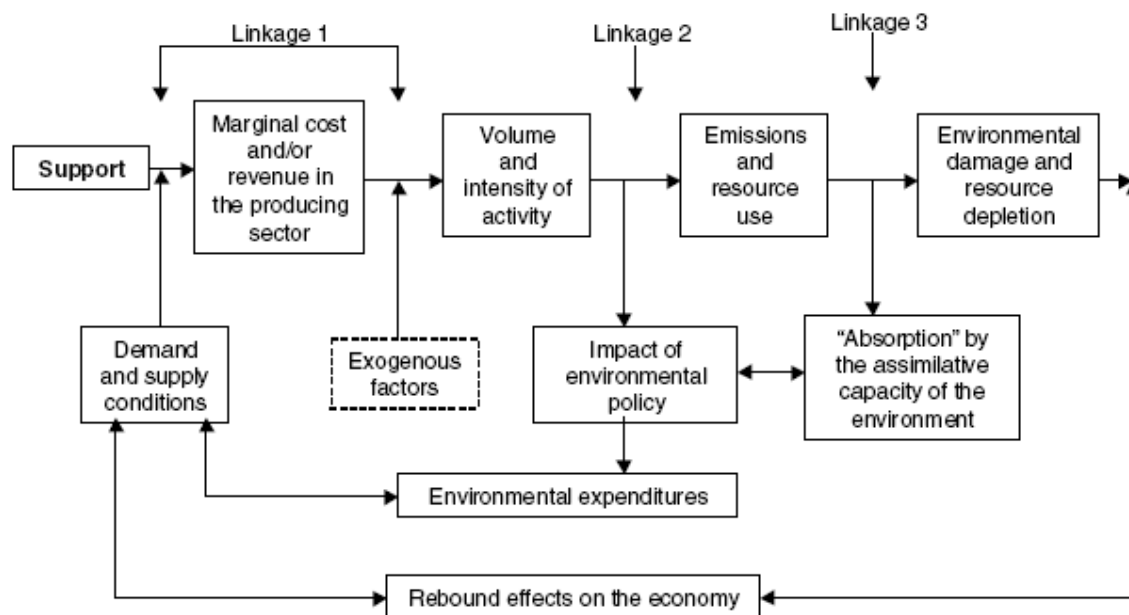 Linkage 1
Linkage 2
Linkage 3
Support
Marginal cost
and/or
revenue in
the producing
sector
Volume
and
intensity of
activity
Emissions
and
resource
use
Environmental
damage and
resource
depletion
Demand
and supply
conditions
Exogenous
factors
Impact of
environmental
policy
“Absorption” by
the assimilative
capacity of the
environment
Environmental expenditures
Rebound effects on the economy